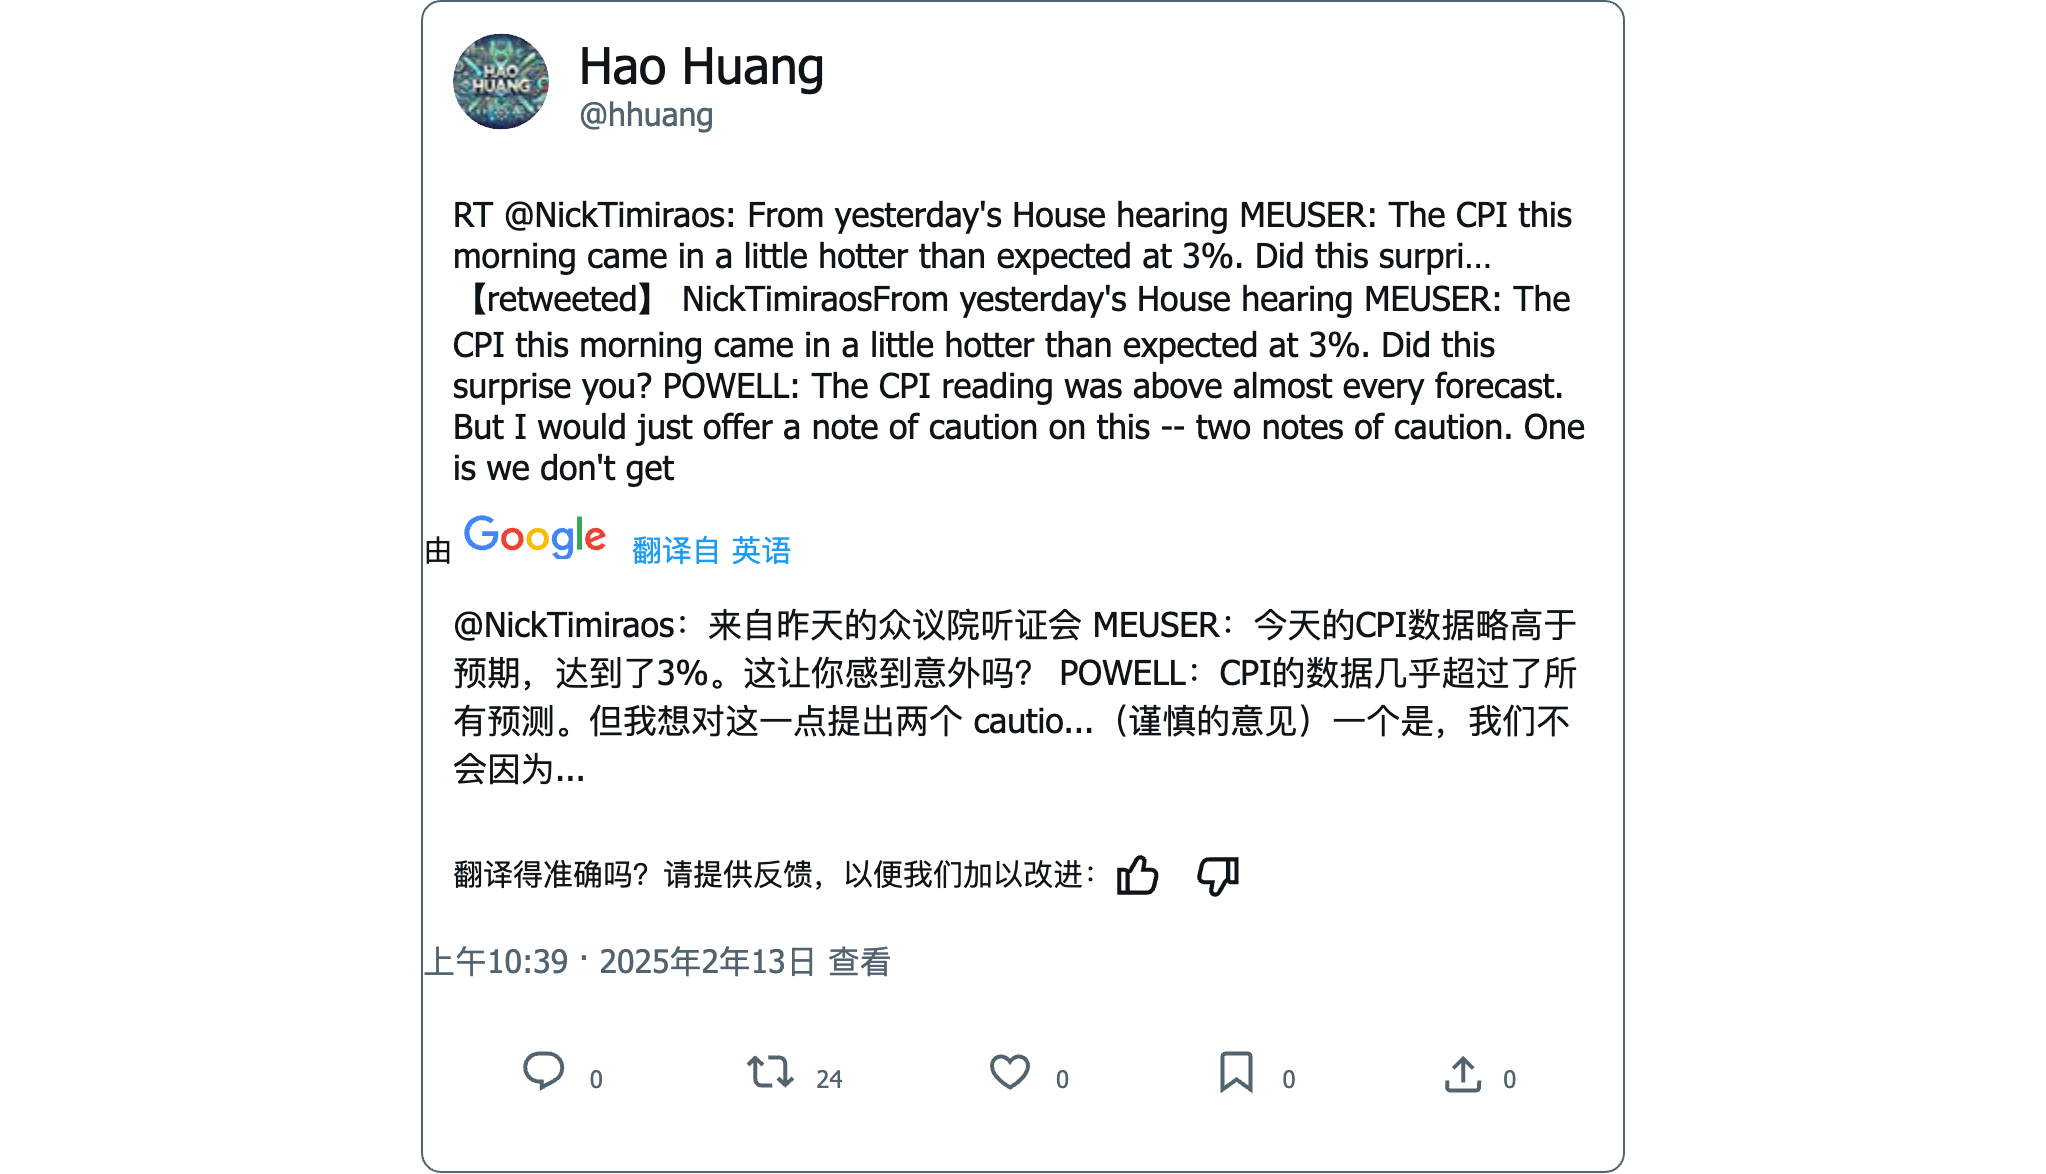 HAO
HUANG
Hao Huang
@hhuang
RT @NickTimiraos: From yesterday's House hearing MEUSER: The CPI this
morning came in a little hotter than expected at 3%. Did this surpri…
【retweeted】 NickTimiraosFrom yesterday's House hearing MEUSER: The
CPI this morning came in a little hotter than expected at 3%. Did this
surprise you? POWELL: The CPI reading was above almost every forecast.
But I would just offer a note of caution on this -- two notes of caution. One
is we don't get
由 Google 翻译自 英语
@NickTimiraos：来自昨天的众议院听证会 MEUSER：今天的CPI数据略高于
预期，达到了3%。这让你感到意外吗？ POWELL：CPI的数据几乎超过了所
有预测。但我想对这一点提出两个 cautio...（谨慎的意见）一个是，我们不
会因为...
翻译得准确吗？请提供反馈，以便我们加以改进：
上午10:39 · 2025年2月13日 查看
0 24 0 0 0